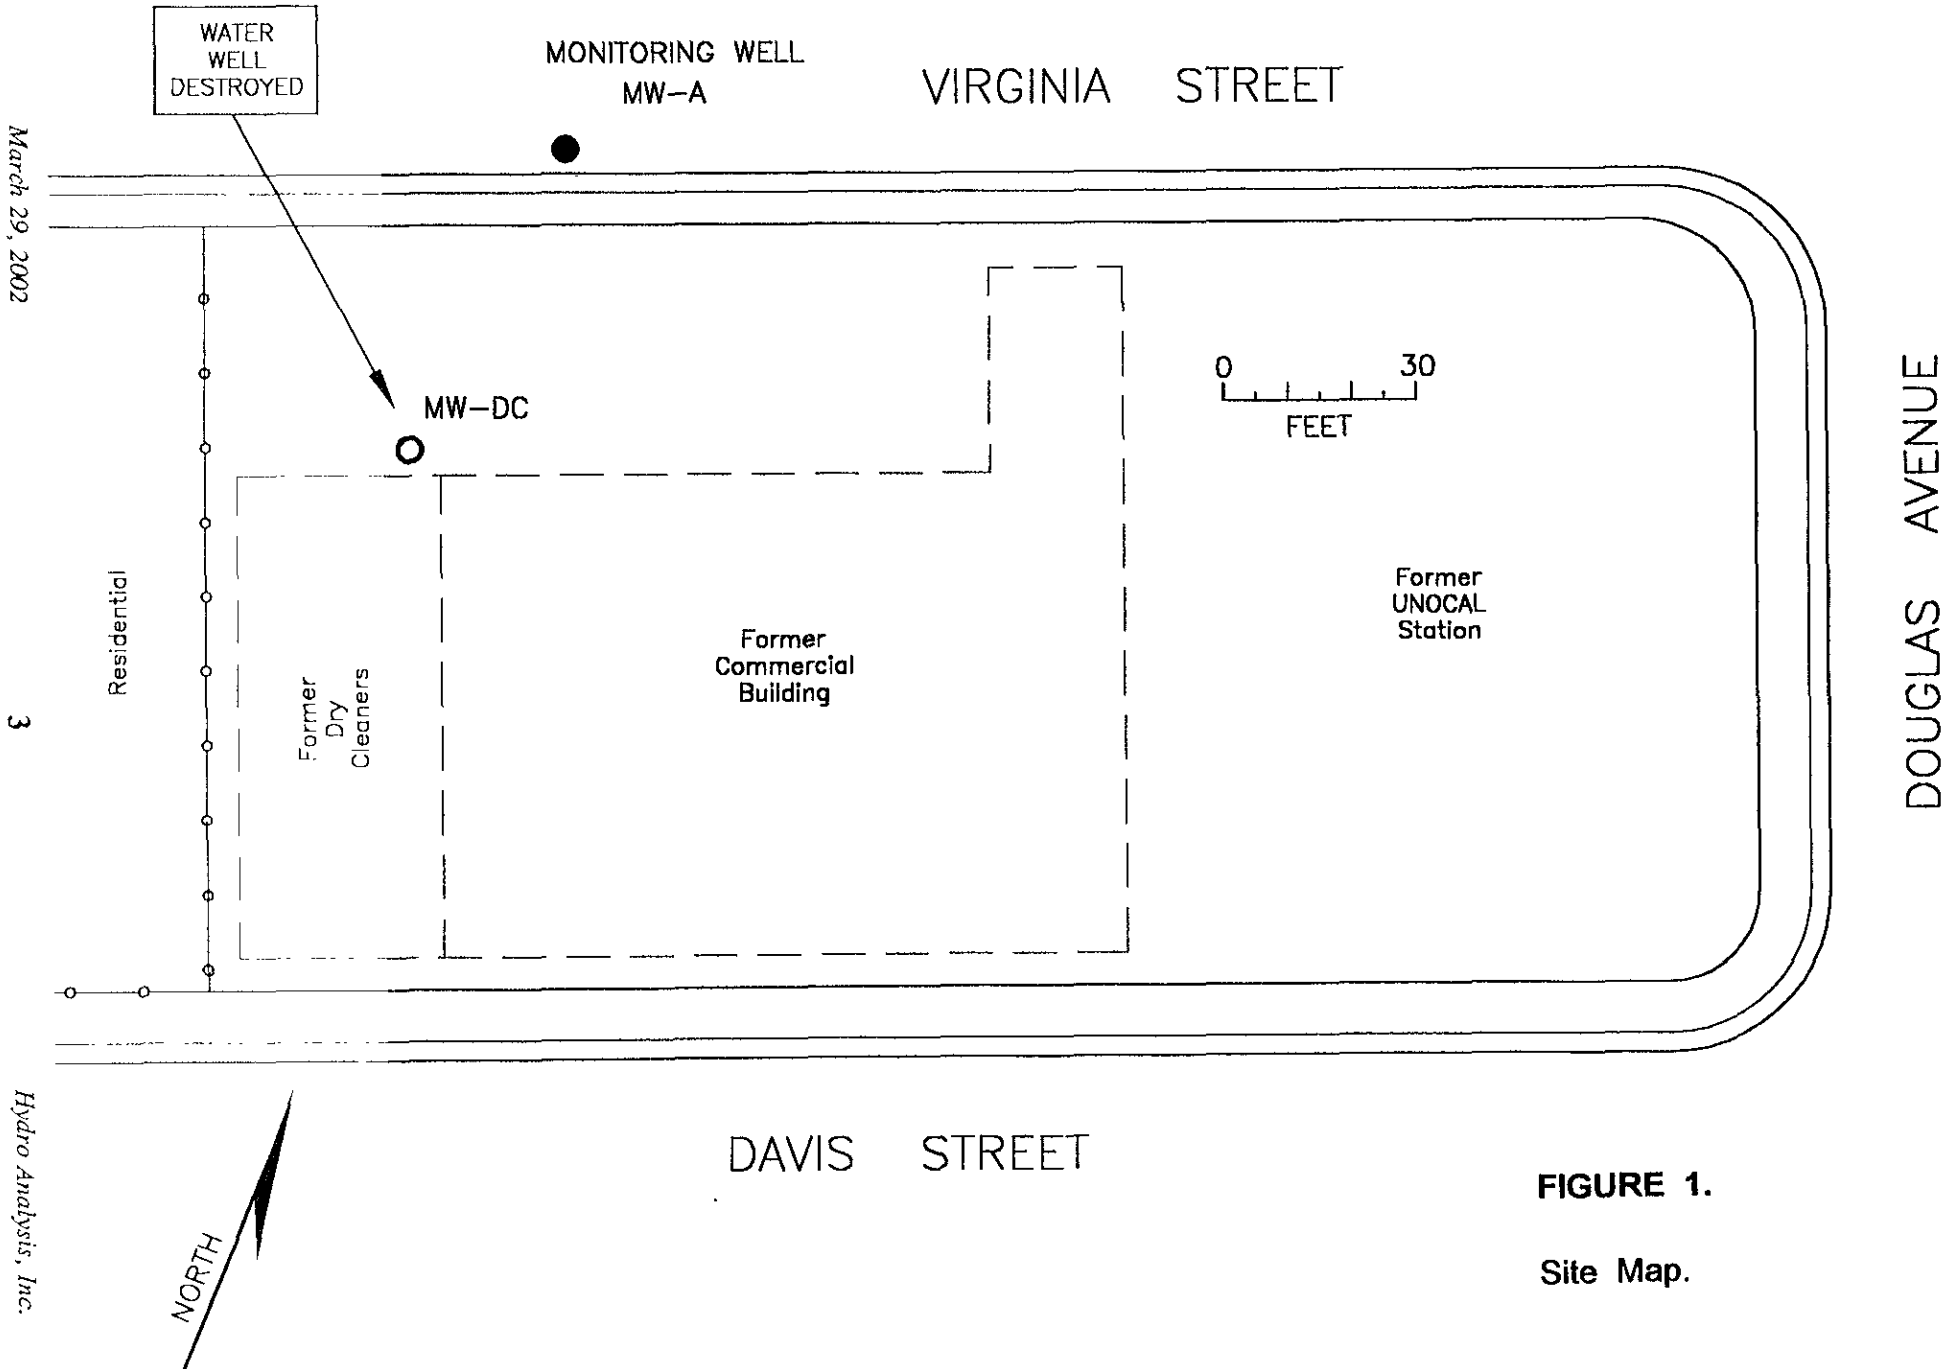 WATER
WELL
DESTROYED
MONITORING WELL
MW-A
VIRGINIA STREET
March 29, 2002
MW-DC
0 30
FEET
DOUGLAS AVENUE
Former
UNOCAL
Station
Former
Commercial
Building
Residential
Former
Dry
Cleaners
3
DAVIS STREET
FIGURE 1.
Site Map.
NORTH
Hydro Analysis, Inc.